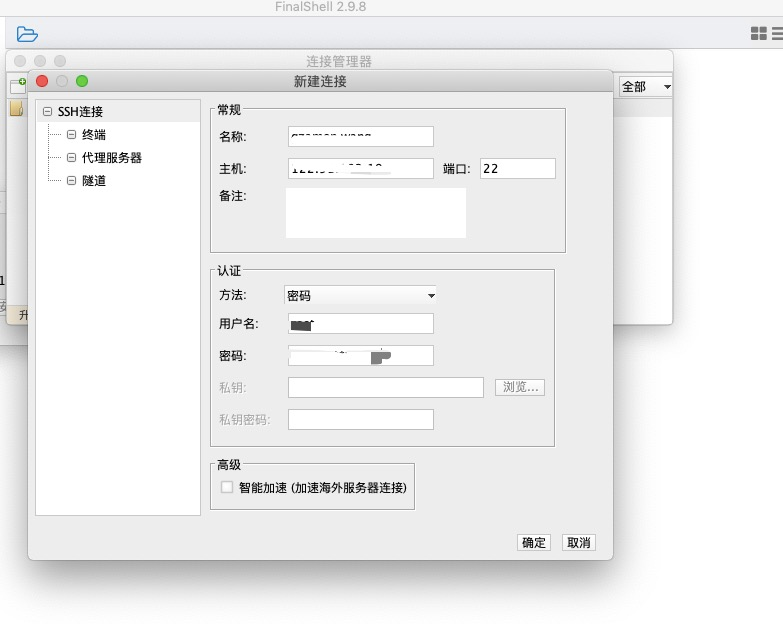 FinalShell 2.9.8
连接管理器
新建连接
全部
SSH连接
终端
代理服务器
隧道
常规
名称:
主机:
端口: 22
备注:
认证
方法: 密码
用户名:
密码:
私钥:
浏览...
私钥密码:
高级
智能加速 (加速海外服务器连接)
确定
取消
升